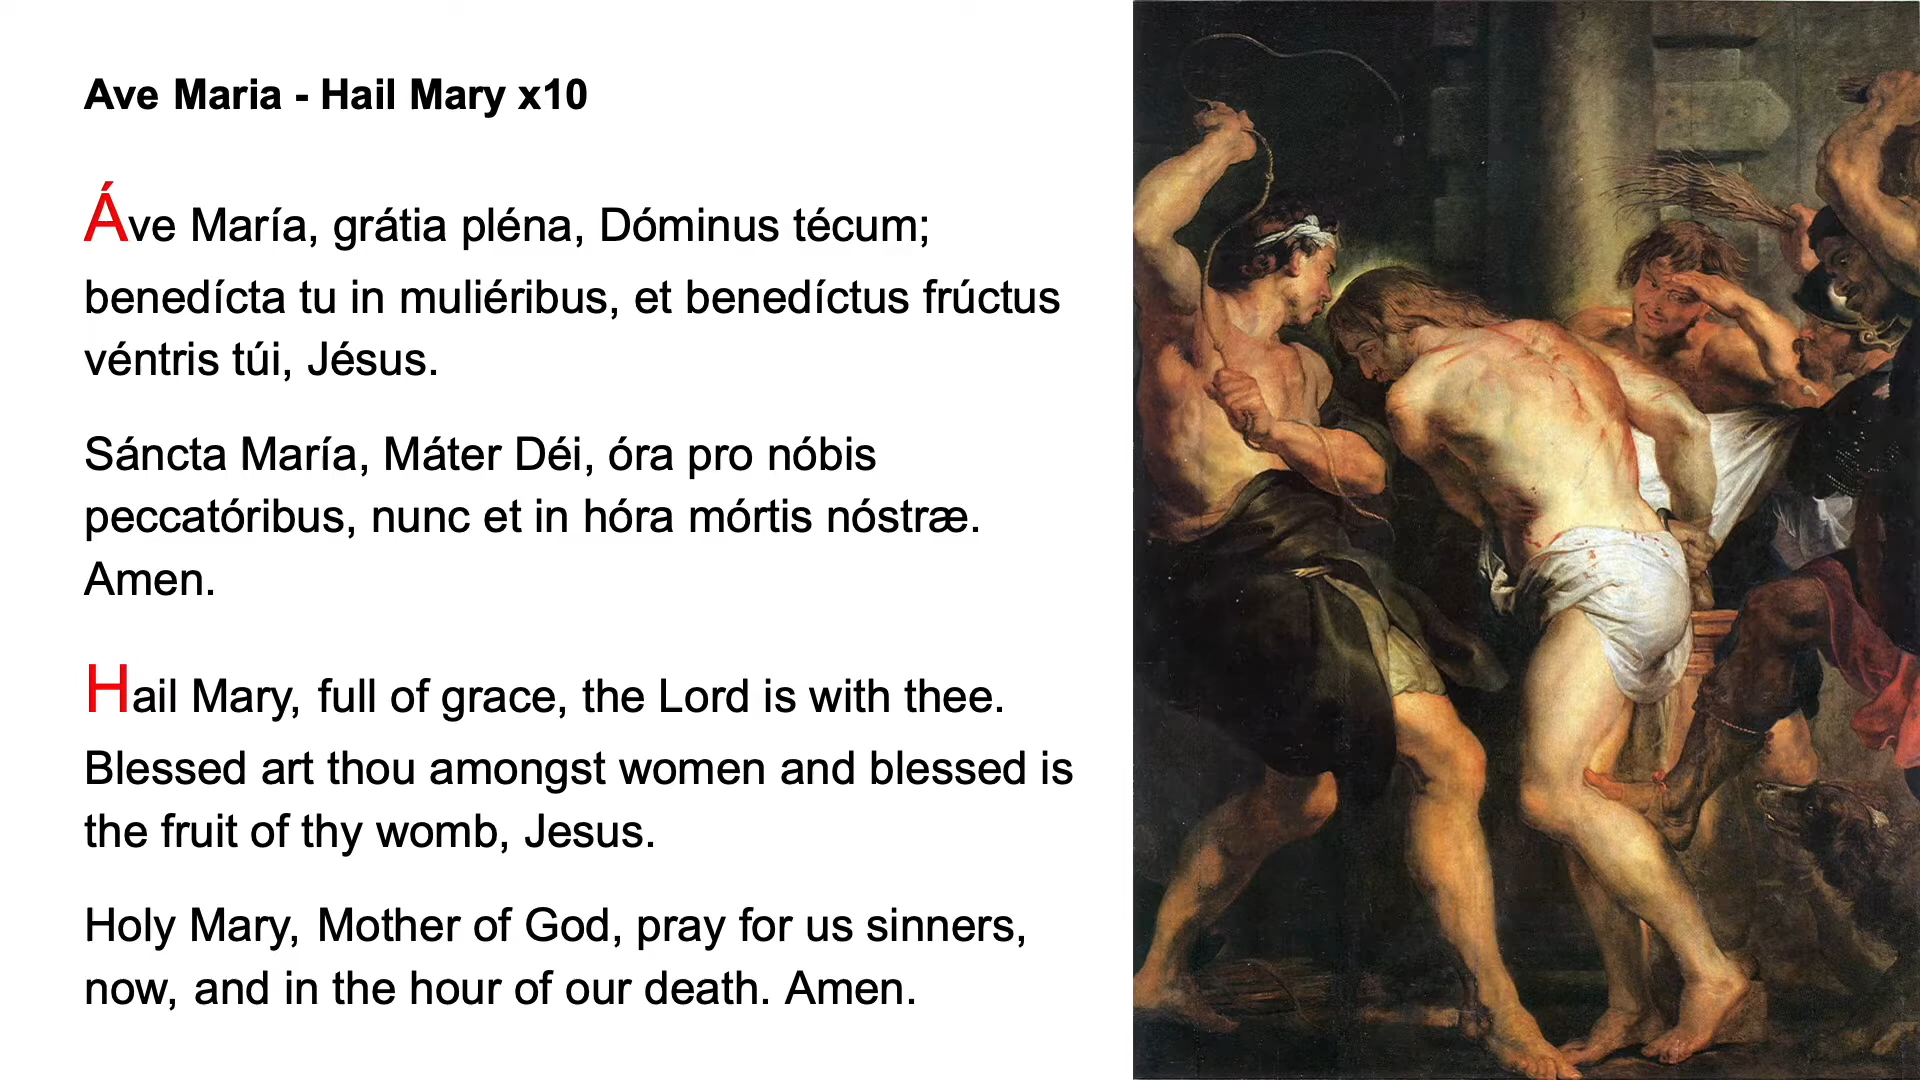 Ave Maria - Hail Mary x10
Áve María, grátia pléna, Dóminus técum;
benedícta tu in muliéribus, et benedíctus frúctus
véntris túi, Jésus.
Sáncta María, Máter Déi, óra pro nóbis
peccatóribus, nunc et in hóra mórtis nóstræ.
Amen.
Hail Mary, full of grace, the Lord is with thee.
Blessed art thou amongst women and blessed is
the fruit of thy womb, Jesus.
Holy Mary, Mother of God, pray for us sinners,
now, and in the hour of our death. Amen.